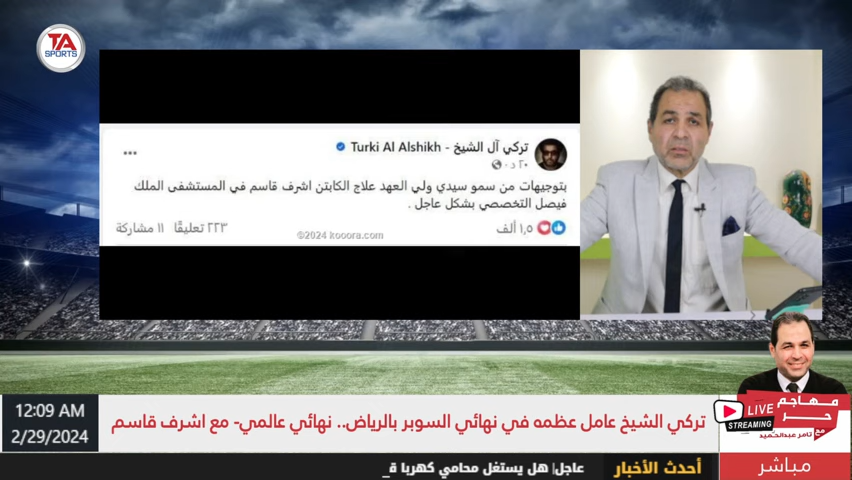 TA
SPORTS
تركي آل الشيخ - Turki Al Alshikh
٢٠ د ·
بتوجيهات من سمو سيدي ولي العهد علاج الكابتن اشرف قاسم في المستشفى الملك
فيصل التخصصي بشكل عاجل .
١,٥ ألف
٢٢٣ تعليقًا ١١ مشاركة
©2024 kooora.com
12:09 AM
2/29/2024
تركي الشيخ عامل عظمه في نهائي السوبر بالرياض.. نهائي عالمي- مع اشرف قاسم
LIVE
STREAMING
مهاجم
حر
مع تامر عبدالحميد
مباشر
أحدث الأخبار
عاجل| هل يستغل محامي كهربا ق